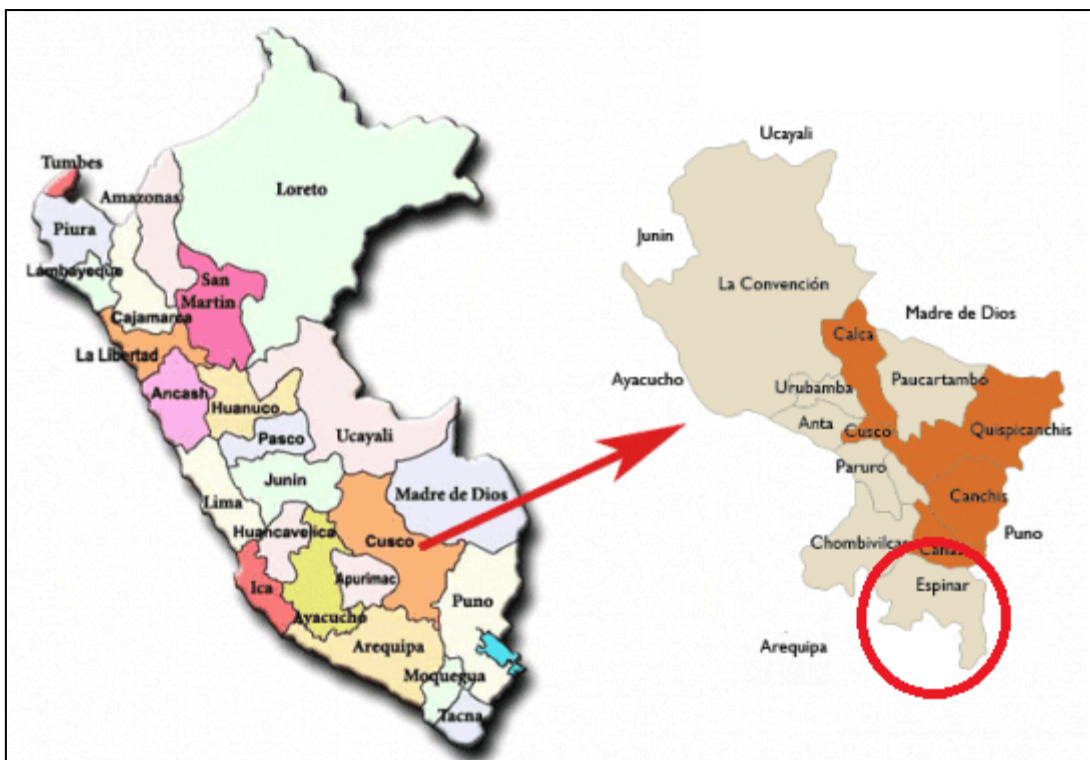 Tumbes
Amazonas
Loreto
Piura
Lambayeque
San
Martin
Cajamarca
La Libertad
Ancash
Huanuco
Pasco
Ucayali
Junin
Lima
Madre de Dios
Huancavelica
Cusco
Ica
Apurimac
Ayacucho
Puno
Arequipa
Moquegua
Tacna
Ucayali
Junin
La Convención
Madre de Dios
Calca
Ayacucho
Urubamba
Paucartambo
Anta
Cusco
Quispicanchis
Paruro
Canchis
Puno
Chombivilcas
Canas
Espinar
Arequipa